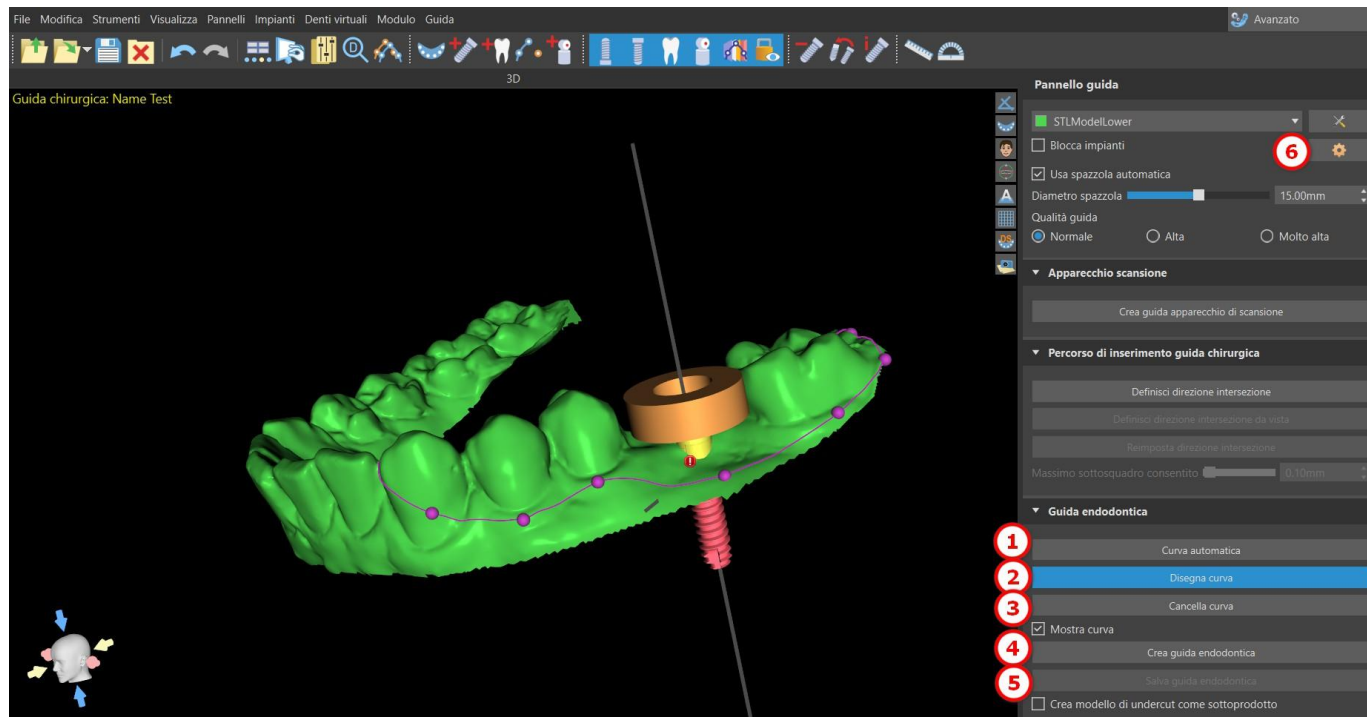 File Modifica Strumenti Visualizza Pannelli Impianti Denti virtuali Modulo Guida
Avanzato
3D
Guida chirurgica: Name Test
Pannello guida
STLModelLower
Blocca impianti
6
Usa spazzola automatica
Diametro spazzola 15.00mm
Qualità guida
Normale Alta Molto alta
Apparecchio scansione
Crea guida apparecchio di scansione
Percorso di inserimento guida chirurgica
Definisci direzione intersezione
Definisci direzione intersezione da vista
Reimposta direzione intersezione
Massimo sottosquadro consentito 0.10mm
Guida endodontica
1 Curva automatica
2 Disegna curva
3 Cancella curva
Mostra curva
4 Crea guida endodontica
5 Salva guida endodontica
Crea modello di undercut come sottoprodotto